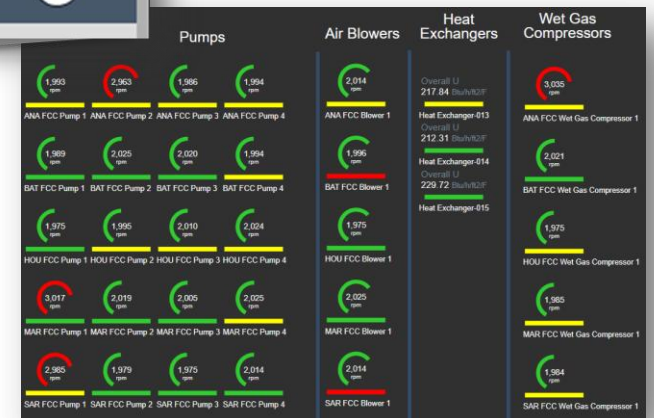 Pumps
Air Blowers
Heat
Exchangers
Wet Gas
Compressors
1,993
rpm
2,963
rpm
1,986
rpm
1,994
rpm
2,014
rpm
Overall U
217.84 Btu/h/ft2/F
3,035
rpm
ANA FCC Pump 1 ANA FCC Pump 2 ANA FCC Pump 3 ANA FCC Pump 4
ANA FCC Blower 1
Heat Exchanger-013
ANA FCC Wet Gas Compressor 1
1,989
rpm
2,025
rpm
2,020
rpm
1,994
rpm
1,996
rpm
Overall U
212.31 Btu/h/ft2/F
Heat Exchanger-014
2,021
rpm
BAT FCC Pump 1 BAT FCC Pump 2 BAT FCC Pump 3 BAT FCC Pump 4
BAT FCC Blower 1
Overall U
229.72 Btu/h/ft2/F
Heat Exchanger-015
BAT FCC Wet Gas Compressor 1
1,975
rpm
1,995
rpm
2,010
rpm
2,024
rpm
1,975
rpm
1,975
rpm
HOU FCC Pump 1 HOU FCC Pump 2 HOU FCC Pump 3 HOU FCC Pump 4
HOU FCC Blower 1
HOU FCC Wet Gas Compressor 1
3,017
rpm
2,019
rpm
2,005
rpm
2,025
rpm
2,025
rpm
1,985
rpm
MAR FCC Pump 1 MAR FCC Pump 2 MAR FCC Pump 3 MAR FCC Pump 4
MAR FCC Blower 1
MAR FCC Wet Gas Compressor 1
2,985
rpm
1,979
rpm
1,975
rpm
2,014
rpm
2,014
rpm
1,984
rpm
SAR FCC Pump 1 SAR FCC Pump 2 SAR FCC Pump 3 SAR FCC Pump 4
SAR FCC Blower 1
SAR FCC Wet Gas Compressor 1